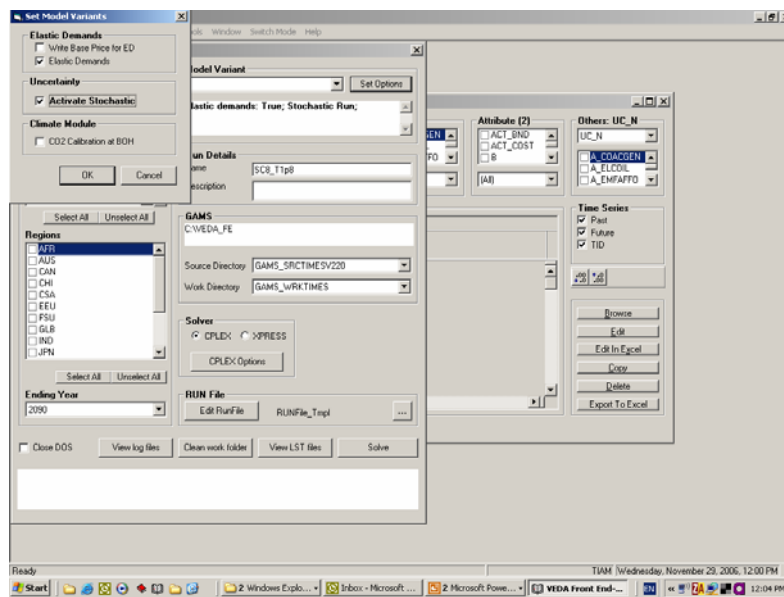 Set Model Variants
Elastic Demands
Write Base Price for ED
Elastic Demands
Uncertainty
Activate Stochastic
Climate Module
CO2 Calibration at BOH
OK Cancel
Window Switch Mode Help
Model Variant
Set Options
Elastic demands: True; Stochastic Run;
Run Details
Name SC8_T1p8
Description
Select All Unselect All
GAMS
C:\VEDA_FE
Source Directory GAMS_SRCTIMESV220
Work Directory GAMS_WRKTIMES
Regions
AFR
AUS
CAN
CHI
CSA
EEU
FSU
GLB
IND
JPN
Solver
CPLEX XPRESS
CPLEX Options
Select All Unselect All
Ending Year
2090
RUN File
Edit RunFile RUNFile_Tmpl ...
Close DOS View log files Clean work folder View LST files Solve
Attribute (2)
ACT_BND
ACT_COST
B
(All)
Others: UC_N
UC_N
A_COACGEN
A_ELCOIL
A_EMFAFFO
Time Series
Past
Future
TID
Browse
Edit
Edit In Excel
Copy
Delete
Export To Excel
Ready TIAM Wednesday, November 29, 2006, 12:00 PM
Start 2 Windows Explo... Inbox - Microsoft ... 2 Microsoft Powe... VEDA Front End-... EN 12:04 PM